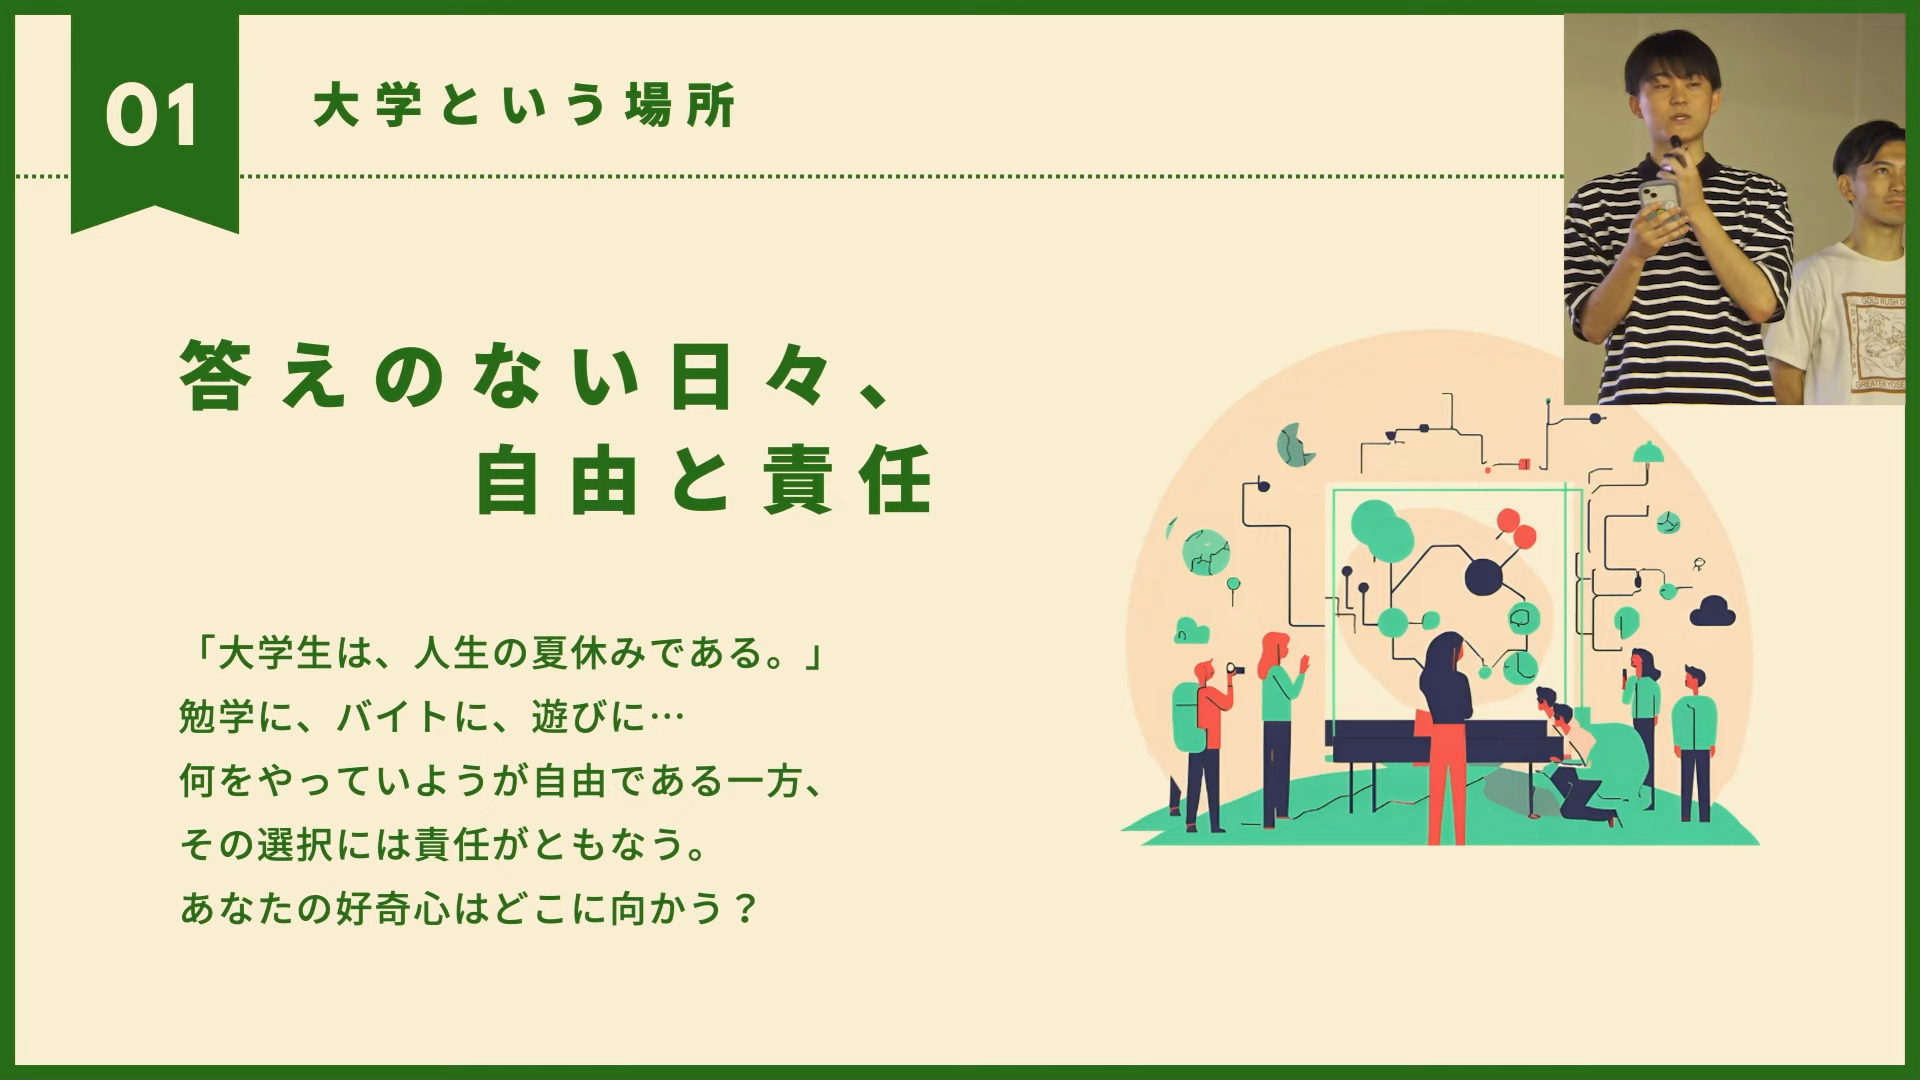 01
大学という場所
答えのない日々、
自由と責任
「大学生は、人生の夏休みである。」
勉学に、バイトに、遊びに…
何をやっていようが自由である一方、
その選択には責任がともなう。
あなたの好奇心はどこに向かう？
GOLD RUSH
GREATER YOSE